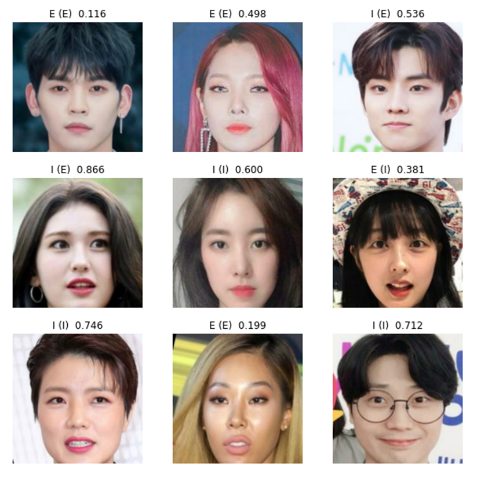 E (E) 0.116
E (E) 0.498
I (E) 0.536
I (E) 0.866
I (I) 0.600
E (I) 0.381
I (I) 0.746
E (E) 0.199
I (I) 0.712